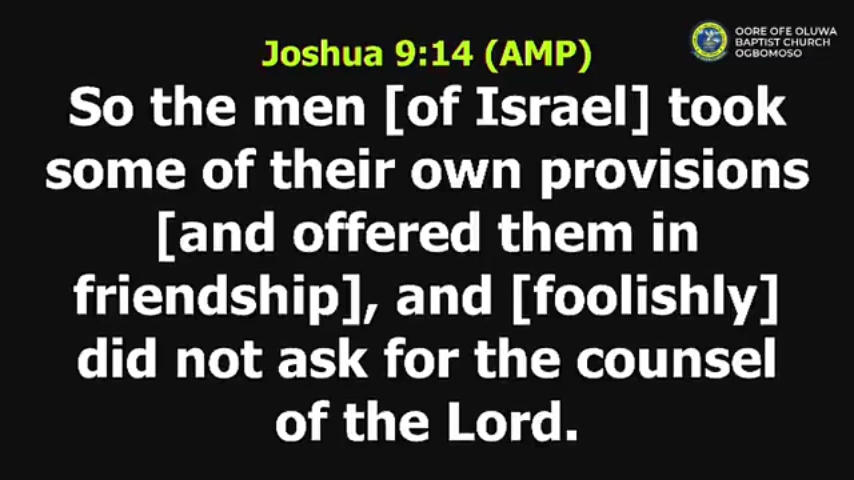 Joshua 9:14 (AMP)
OORE OFE OLUWA
BAPTIST CHURCH
OGBOMOSO
So the men [of Israel] took
some of their own provisions
[and offered them in
friendship], and [foolishly]
did not ask for the counsel
of the Lord.